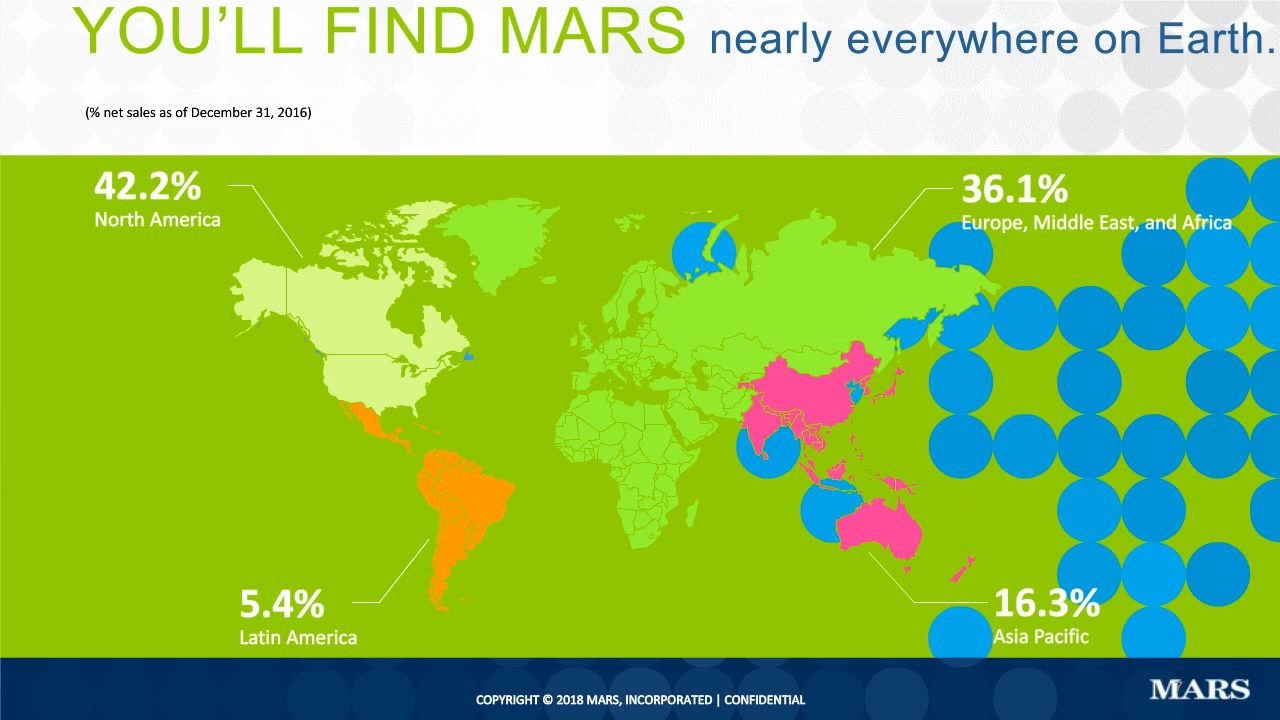 YOU'LL FIND MARS nearly everywhere on Earth.
(% net sales as of December 31, 2016)
42.2%
North America
36.1%
Europe, Middle East, and Africa
5.4%
Latin America
16.3%
Asia Pacific
COPYRIGHT © 2018 MARS, INCORPORATED | CONFIDENTIAL
MARS